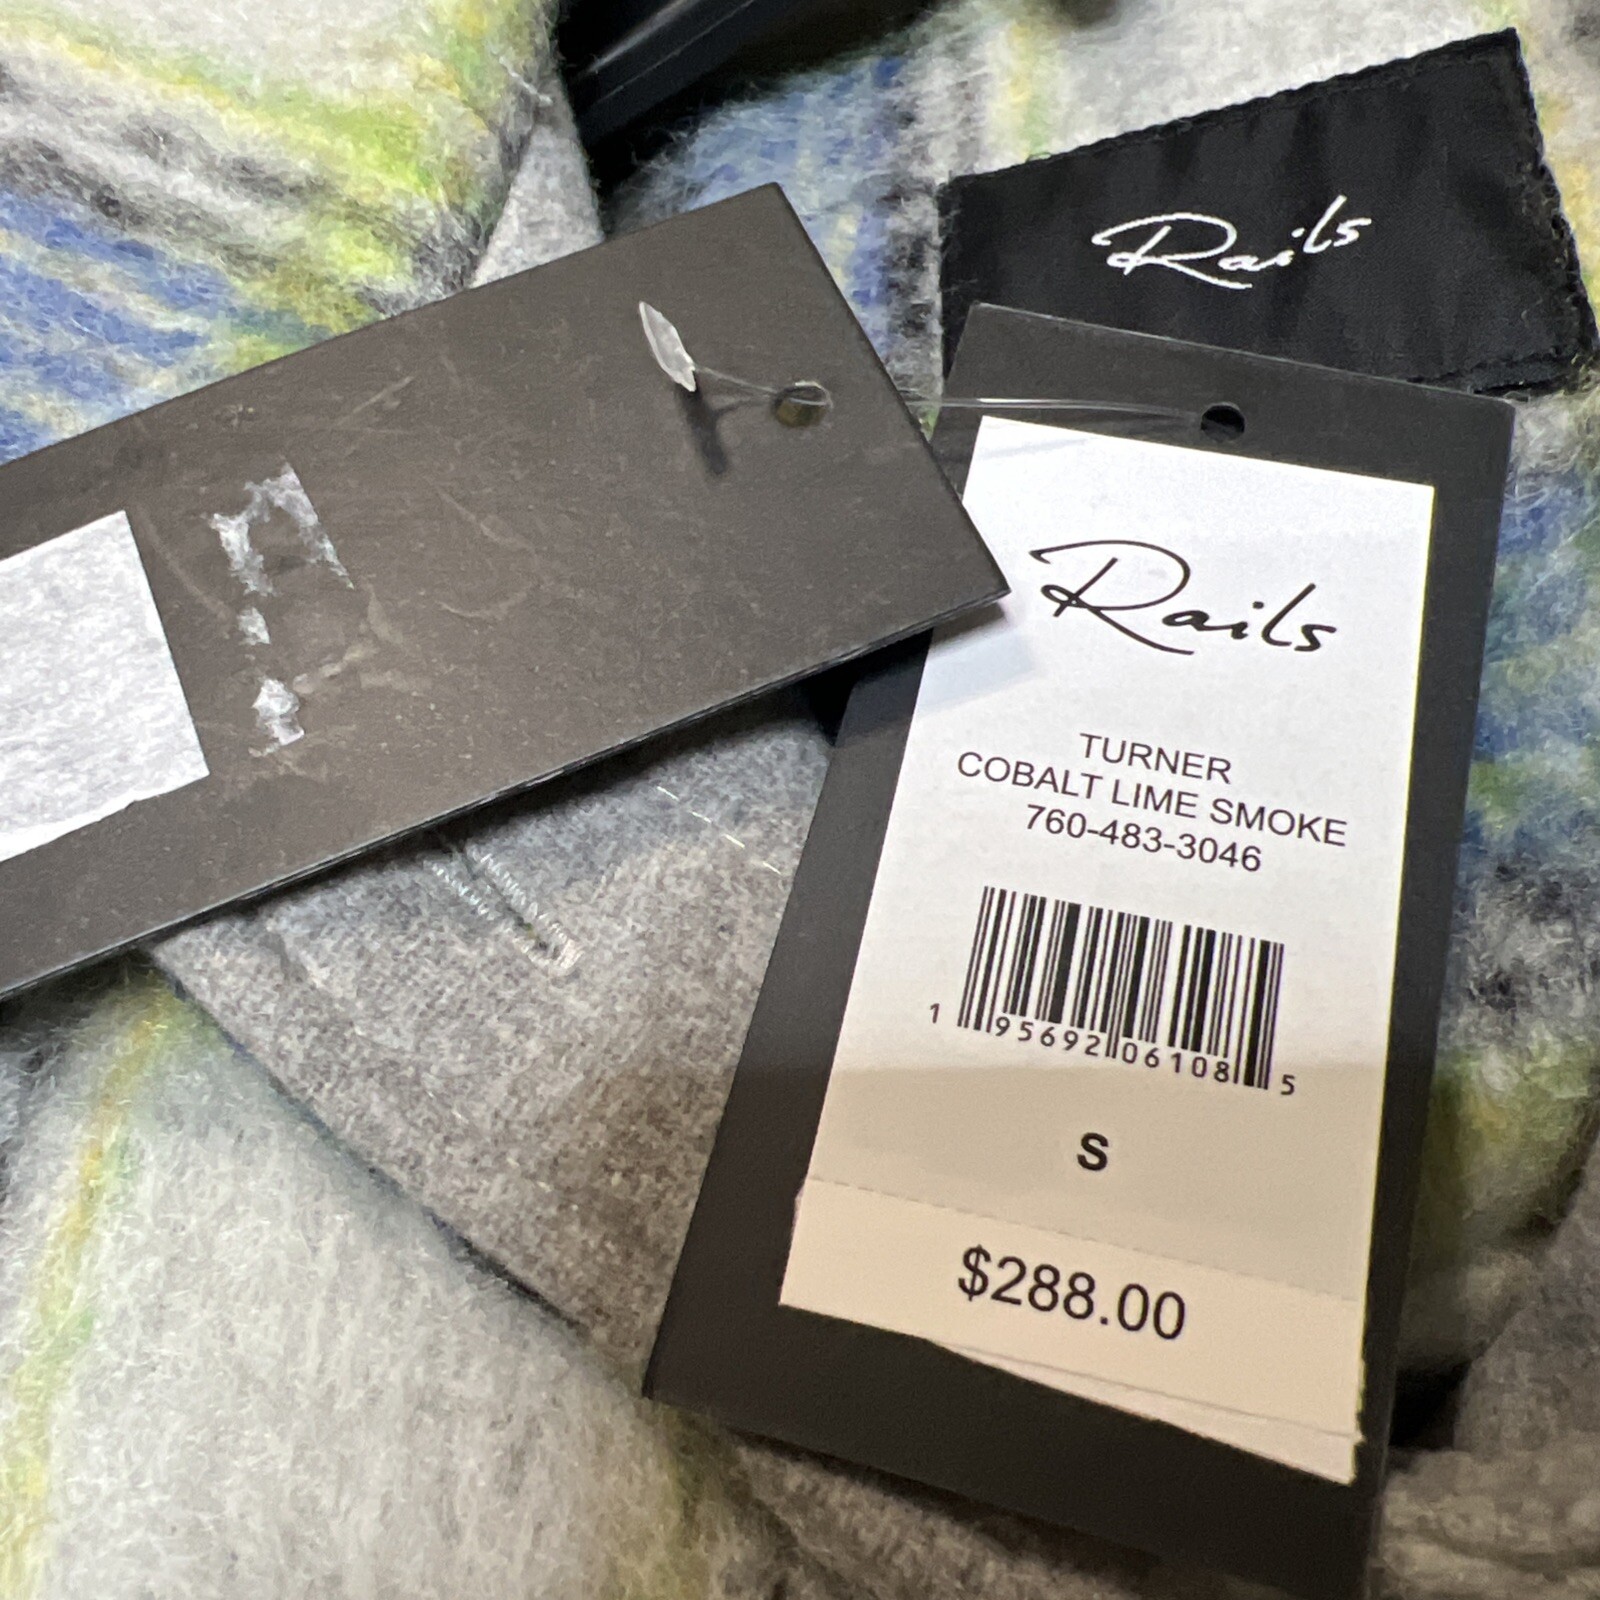 Rails
Rails
TURNER
COBALT LIME SMOKE
760-483-3046
1 95692 06108 5
S
$288.00